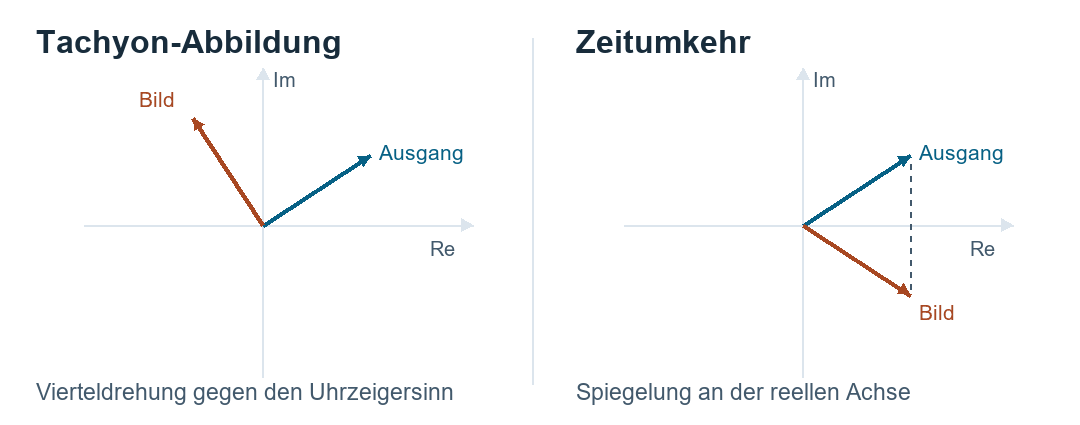 Tachyon-Abbildung
Im
Bild
Ausgang
Re
Vierteldrehung gegen den Uhrzeigersinn
Zeitumkehr
Im
Ausgang
Re
Bild
Spiegelung an der reellen Achse